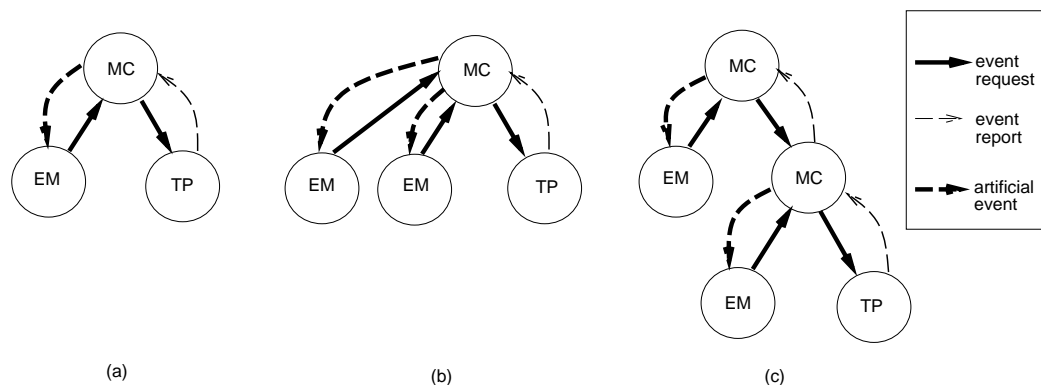 MC
EM
TP
(a)
MC
EM
EM
TP
(b)
MC
EM
MC
EM
TP
(c)
event
request
event
report
artificial
event